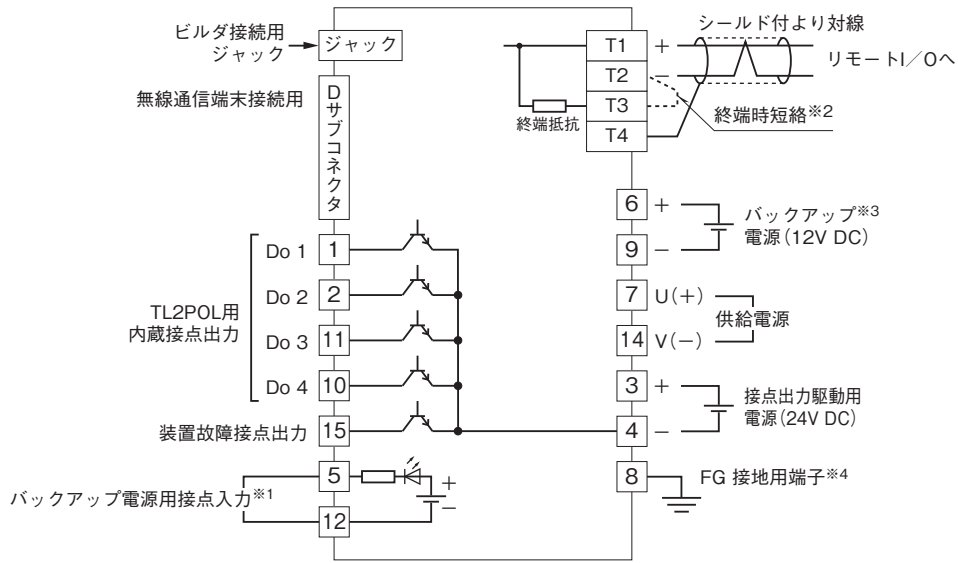 ビルダ接続用
ジャック
ジャック
無線通信端末接続用
Dサブコネクタ
T1
T2
T3
T4
+
−
終端抵抗
シールド付より対線
リモートI／Oへ
終端時短絡※2
6
+
9
−
バックアップ※3
電源（12V DC）
7
U（+）
14
V（−）
供給電源
3
+
4
−
接点出力駆動用
電源（24V DC）
8
FG 接地用端子※4
TL2POL用
内蔵接点出力
Do 1
1
Do 2
2
Do 3
11
Do 4
10
装置故障接点出力
15
バックアップ電源用接点入力※1
5
12
+
−